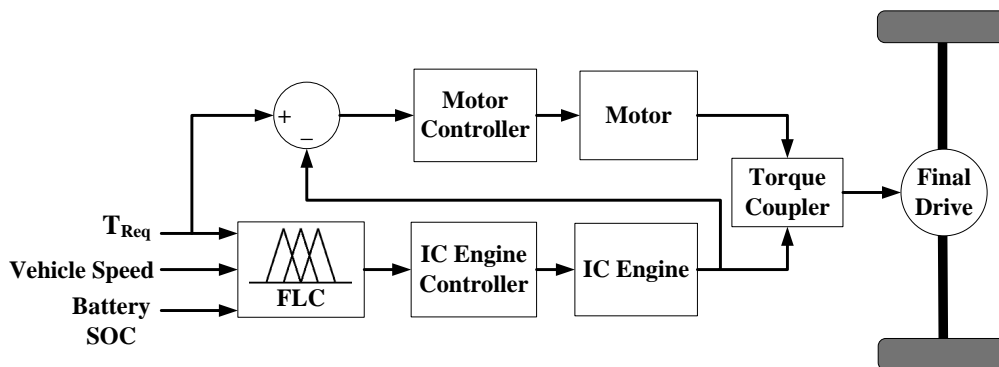 +
−
Motor
Controller
Motor
Torque
Coupler
Final
Drive
T_Req
Vehicle Speed
Battery
SOC
FLC
IC Engine
Controller
IC Engine